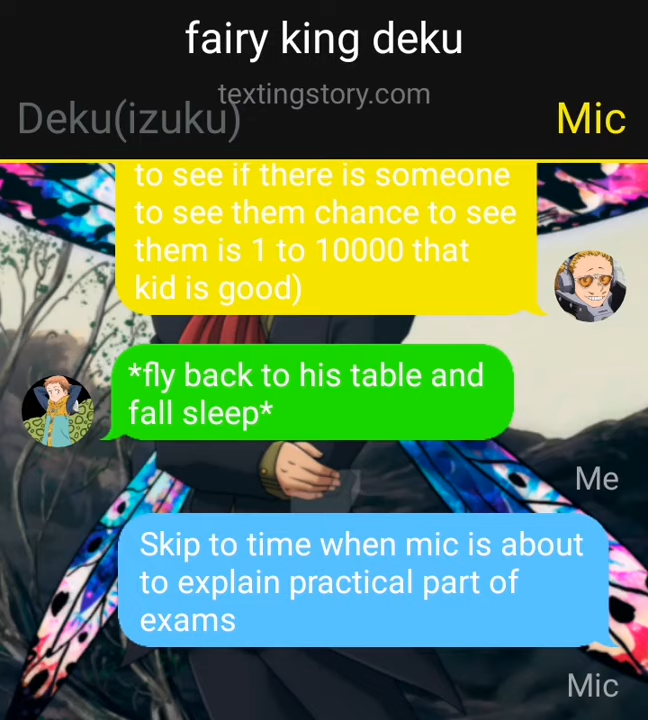 fairy king deku
textingstory.com
Deku(izuku)
Mic
to see if there is someone
to see them chance to see
them is 1 to 10000 that
kid is good)
*fly back to his table and
fall sleep*
Me
Skip to time when mic is about
to explain practical part of
exams
Mic